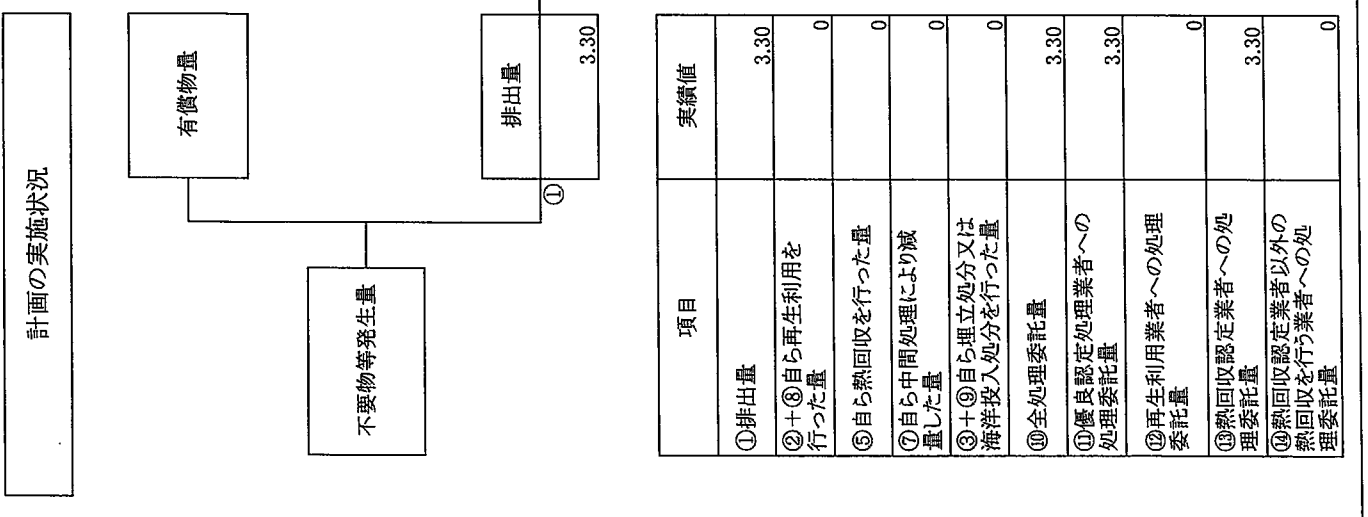 計画の実施状況
有償物量
不要物等発生量
①
排出量
3.30
項目
実績値
①排出量
3.30
②+⑧自ら再生利用を
行った量
0
⑤自ら熱回収を行った量
0
⑦自ら中間処理により減
量した量
0
③+⑨自ら埋立処分又は
海洋投入処分を行った量
0
⑩全処理委託量
3.30
⑪優良認定処理業者への
処理委託量
3.30
⑫再生利用業者への処理
委託量
0
⑬熱回収認定業者への処
理委託量
3.30
⑭熱回収認定業者以外の
熱回収を行う業者への処
理委託量
0